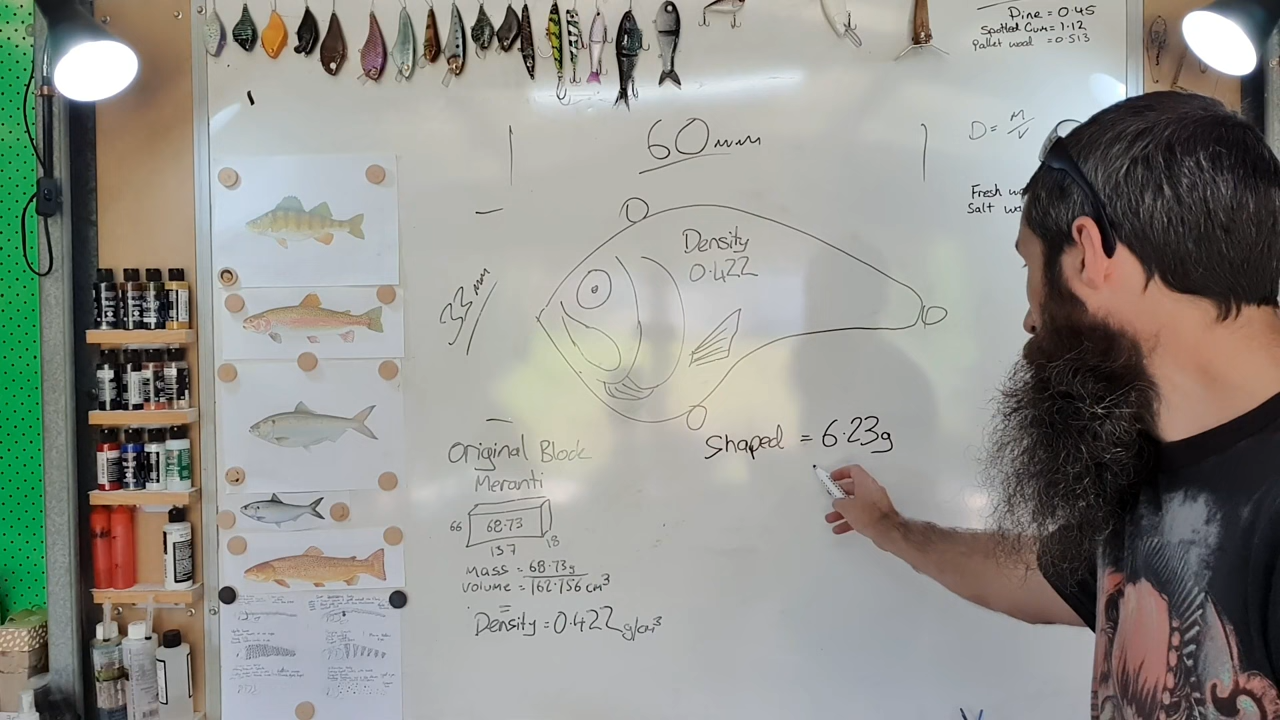 Pine = 0.45
Spotted Gum = 1.12
pallet wood = 0.513
D = M/V
Fresh
Salt
60mm
33mm
Density
0.422
Shaped = 6.23g
Original Block
Meranti
66
68.73
18
137
mass = 68.73g
volume = 162.756 cm³
=
Density = 0.422 g/cm³